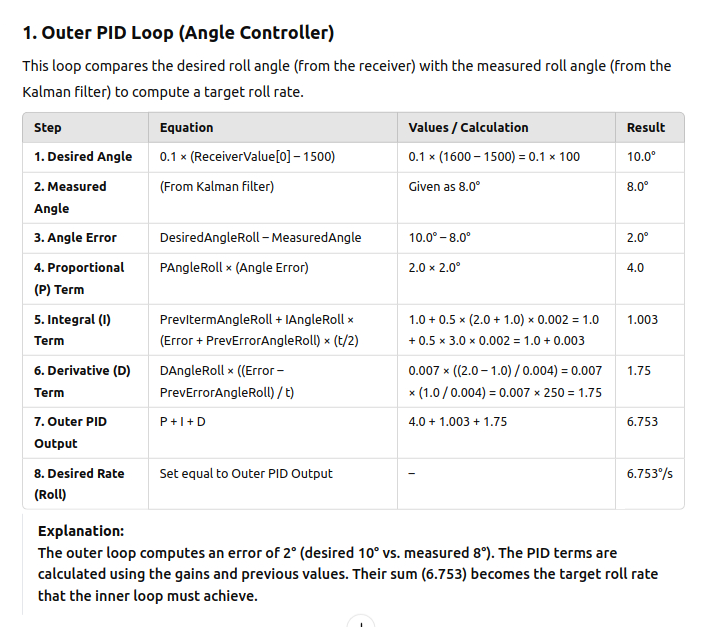 1. Outer PID Loop (Angle Controller)
This loop compares the desired roll angle (from the receiver) with the measured roll angle (from the
Kalman filter) to compute a target roll rate.
Step Equation Values / Calculation Result
1. Desired Angle 0.1 × (ReceiverValue[0] – 1500) 0.1 × (1600 – 1500) = 0.1 × 100 10.0°
2. Measured (From Kalman filter) Given as 8.0° 8.0°
Angle
3. Angle Error DesiredAngleRoll – MeasuredAngle 10.0° – 8.0° 2.0°
4. Proportional PAngleRoll × (Angle Error) 2.0 × 2.0° 4.0
(P) Term
5. Integral (I) PrevItermAngleRoll + IAngleRoll × 1.0 + 0.5 × (2.0 + 1.0) × 0.002 = 1.0 1.003
Term (Error + PrevErrorAngleRoll) × (t/2) + 0.5 × 3.0 × 0.002 = 1.0 + 0.003
6. Derivative (D) DAngleRoll × ((Error – 0.007 × ((2.0 – 1.0) / 0.004) = 0.007 1.75
Term PrevErrorAngleRoll) / t) × (1.0 / 0.004) = 0.007 × 250 = 1.75
7. Outer PID P + I + D 4.0 + 1.003 + 1.75 6.753
Output
8. Desired Rate Set equal to Outer PID Output – 6.753°/s
(Roll)
Explanation:
The outer loop computes an error of 2° (desired 10° vs. measured 8°). The PID terms are
calculated using the gains and previous values. Their sum (6.753) becomes the target roll rate
that the inner loop must achieve.